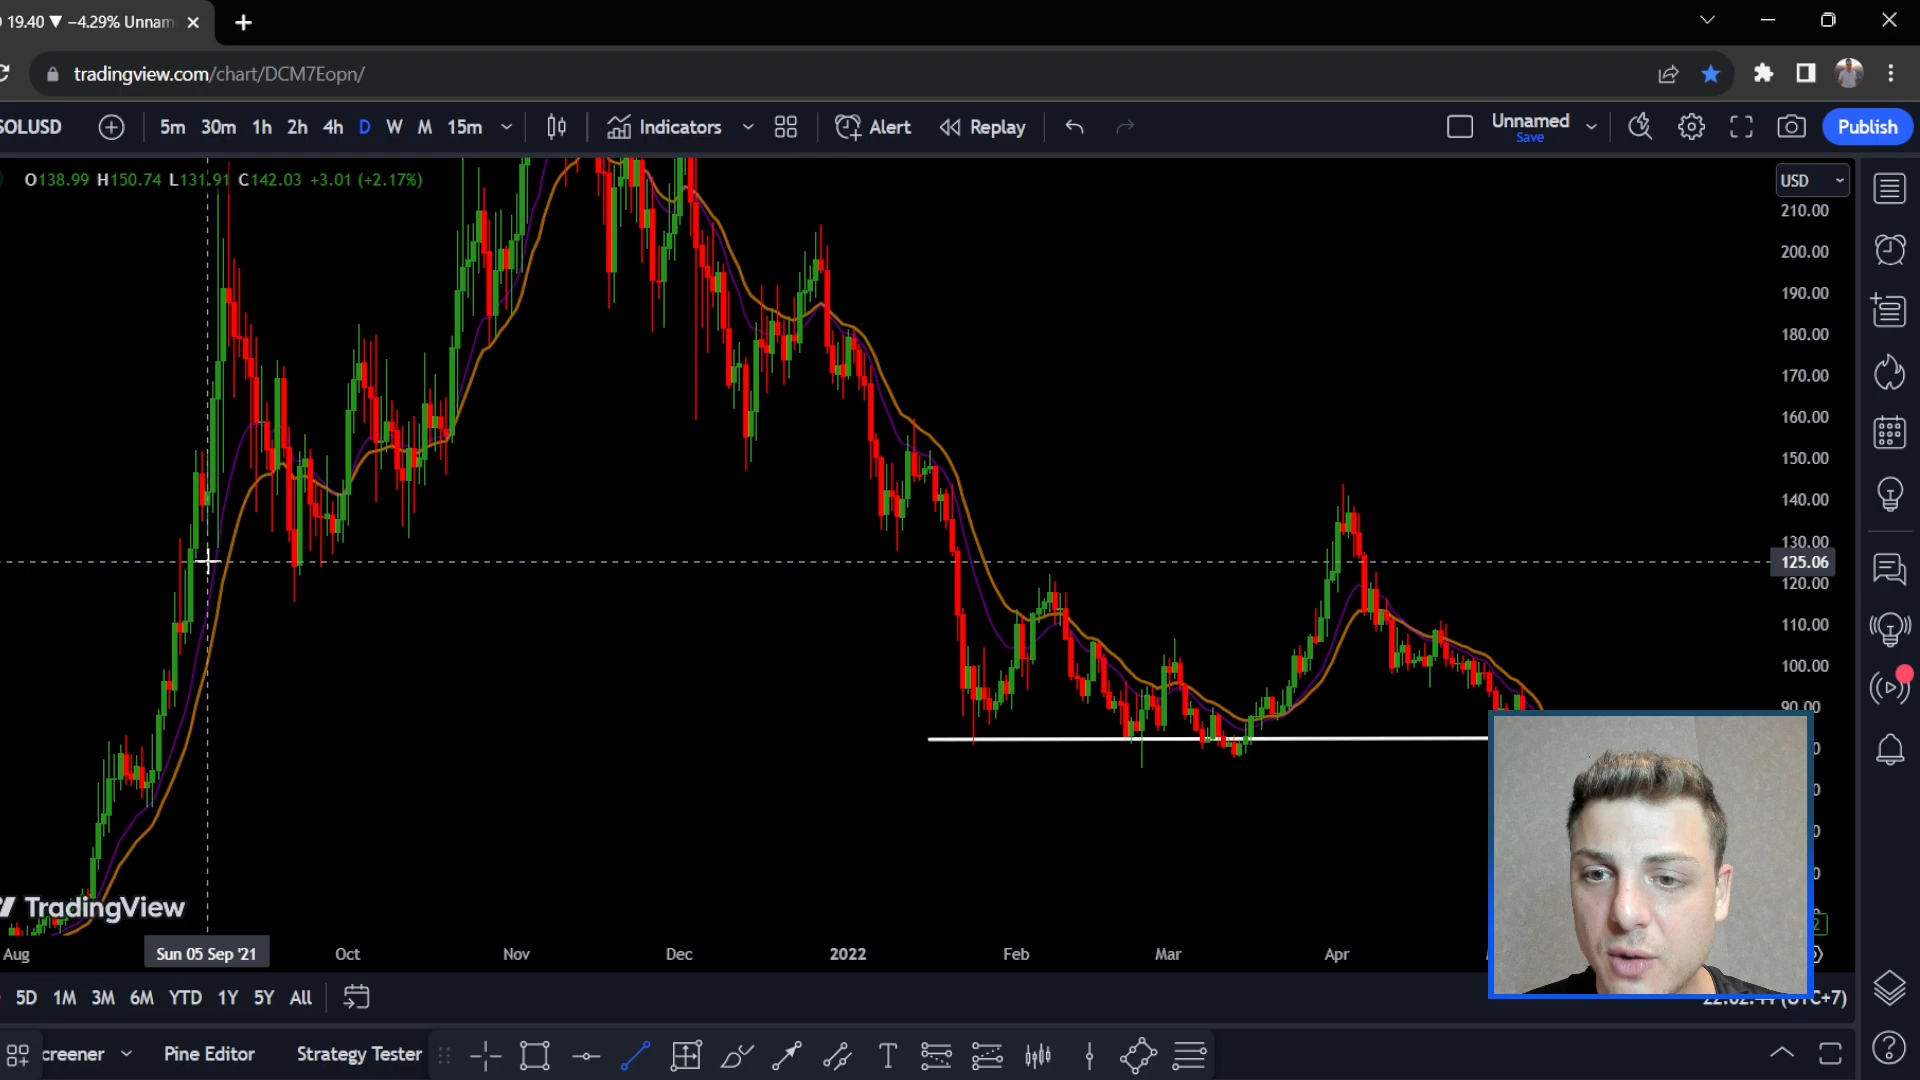 19.40 ▼ −4.29% Unnam
tradingview.com/chart/DCM7Eopn/
SOLUSD 5m 30m 1h 2h 4h D W M 15m Indicators Alert Replay Unnamed Save Publish
O138.99 H150.74 L131.91 C142.03 +3.01 (+2.17%)
USD
210.00
200.00
190.00
180.00
170.00
160.00
150.00
140.00
130.00
125.06
120.00
110.00
100.00
90.00
TradingView
Aug Sun 05 Sep '21 Oct Nov Dec 2022 Feb Mar Apr
5D 1M 3M 6M YTD 1Y 5Y All
creener Pine Editor Strategy Tester